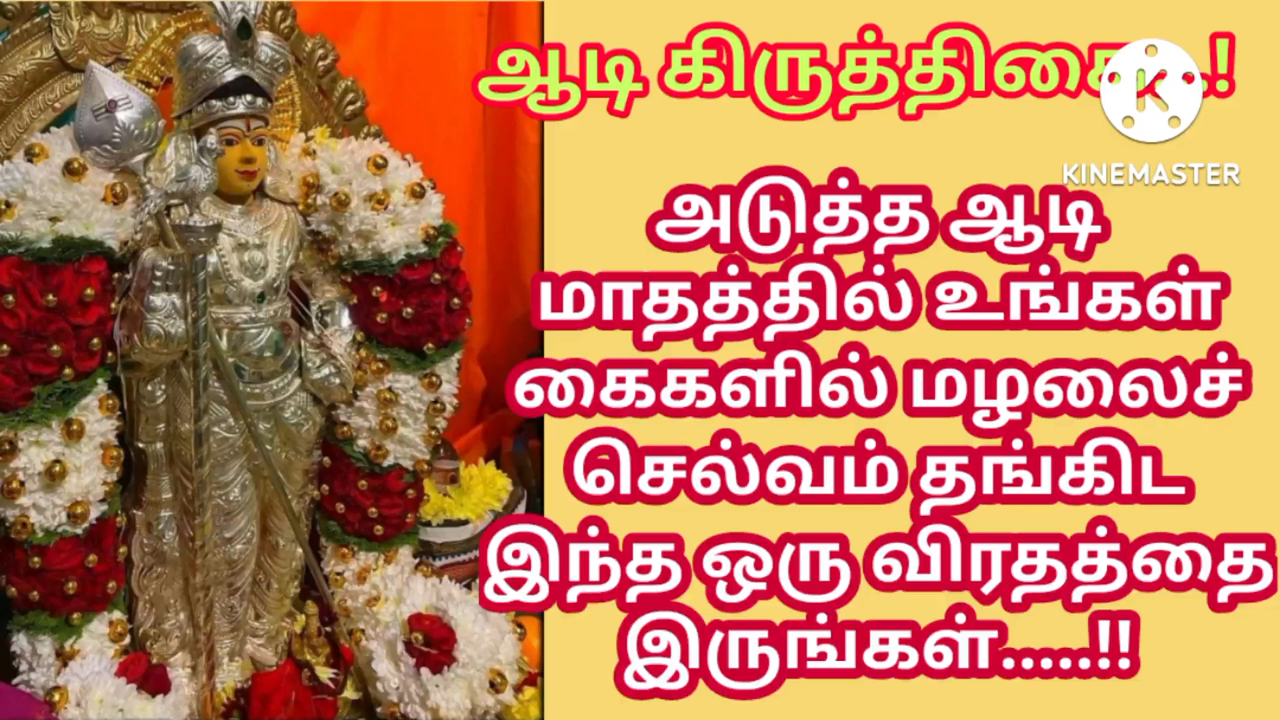 ஆடி கிருத்திகை...!
KINEMASTER
அடுத்த ஆடி
மாதத்தில் உங்கள்
கைகளில் மழலைச்
செல்வம் தங்கிட
இந்த ஒரு விரதத்தை
இருங்கள்.....!!